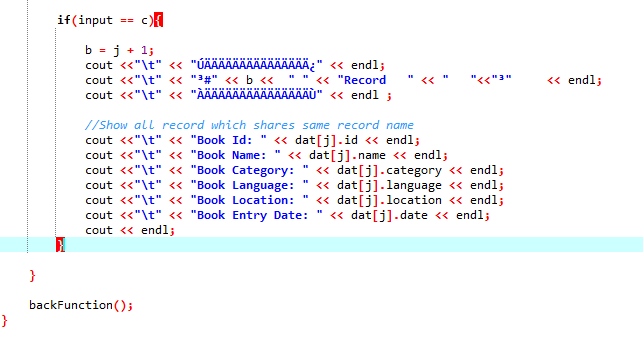 if(input == c){
b = j + 1;
cout <<"\t" << "ÚÄÄÄÄÄÄÄÄÄÄÄÄÄÄÄ¿" << endl;
cout <<"\t" << "³#" << b << " " << "Record   " << "   "<<"³"     << endl;
cout <<"\t" << "ÀÄÄÄÄÄÄÄÄÄÄÄÄÄÄÄÙ" << endl ;
//Show all record which shares same record name
cout <<"\t" << "Book Id: " << dat[j].id << endl;
cout <<"\t" << "Book Name: " << dat[j].name << endl;
cout <<"\t" << "Book Category: " << dat[j].category << endl;
cout <<"\t" << "Book Language: " << dat[j].language << endl;
cout <<"\t" << "Book Location: " << dat[j].location << endl;
cout <<"\t" << "Book Entry Date: " << dat[j].date << endl;
cout << endl;
}
}
backFunction();
}